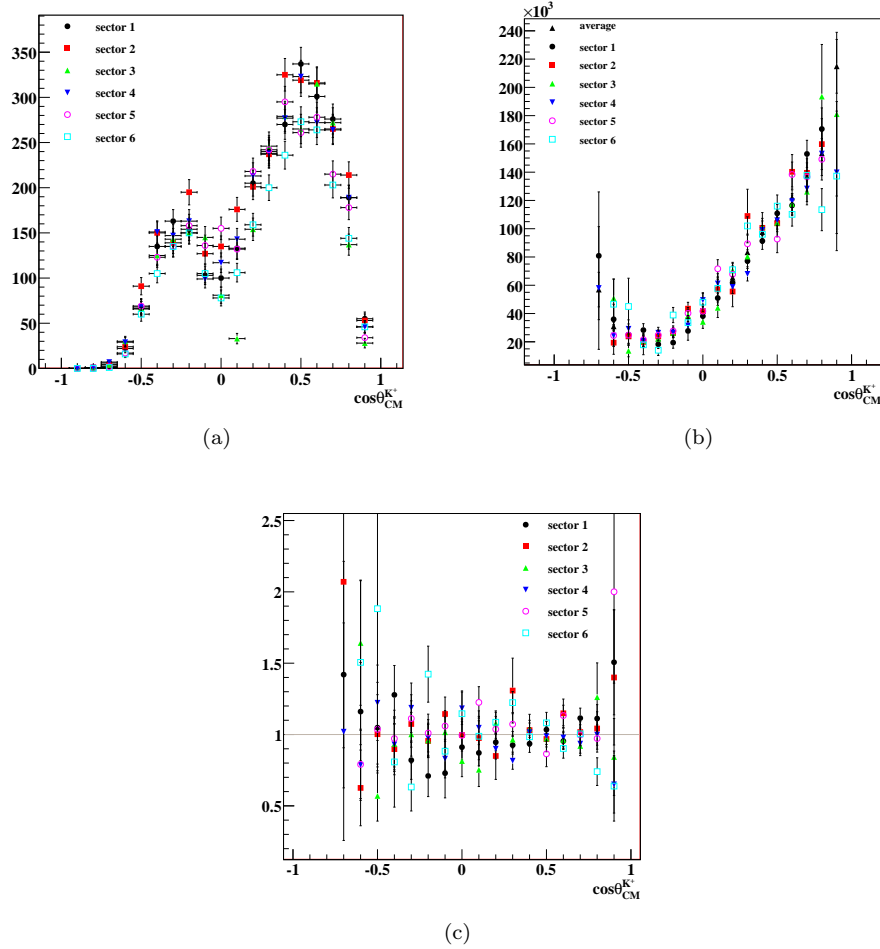 sector 1
sector 2
sector 3
sector 4
sector 5
sector 6
350
300
250
200
150
100
50
0
-1 -0.5 0 0.5 1
cosθ^{K^+}_{CM}
(a)
×10³
average
sector 1
sector 2
sector 3
sector 4
sector 5
sector 6
240
220
200
180
160
140
120
100
80
60
40
20
-1 -0.5 0 0.5 1
cosθ^{K^+}_{CM}
(b)
sector 1
sector 2
sector 3
sector 4
sector 5
sector 6
2.5
2
1.5
1
0.5
-1 -0.5 0 0.5 1
cosθ^{K^+}_{CM}
(c)